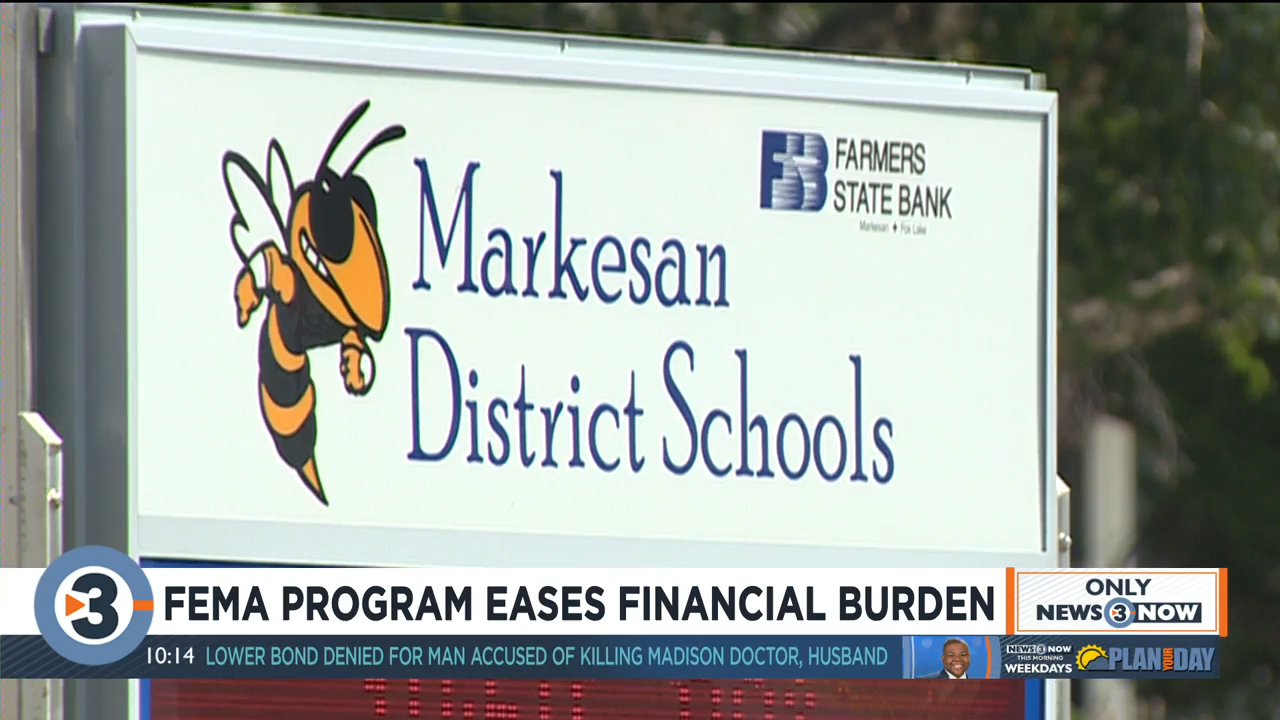 FB
FARMERS
STATE BANK
Markesan ✦ Fox Lake
Markesan
District Schools
3
FEMA PROGRAM EASES FINANCIAL BURDEN
ONLY
NEWS 3 NOW
10:14 LOWER BOND DENIED FOR MAN ACCUSED OF KILLING MADISON DOCTOR, HUSBAND
NEWS 3 NOW
THIS MORNING
WEEKDAYS
PLAN YOUR DAY